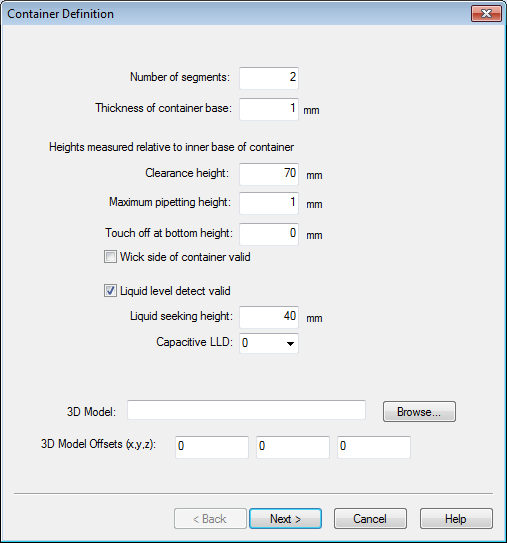 Container Definition
Number of segments: 2
Thickness of container base: 1 mm
Heights measured relative to inner base of container
Clearance height: 70 mm
Maximum pipetting height: 1 mm
Touch off at bottom height: 0 mm
Wick side of container valid
Liquid level detect valid
Liquid seeking height: 40 mm
Capacitive LLD: 0
3D Model: Browse...
3D Model Offsets (x,y,z): 0 0 0
< Back Next > Cancel Help